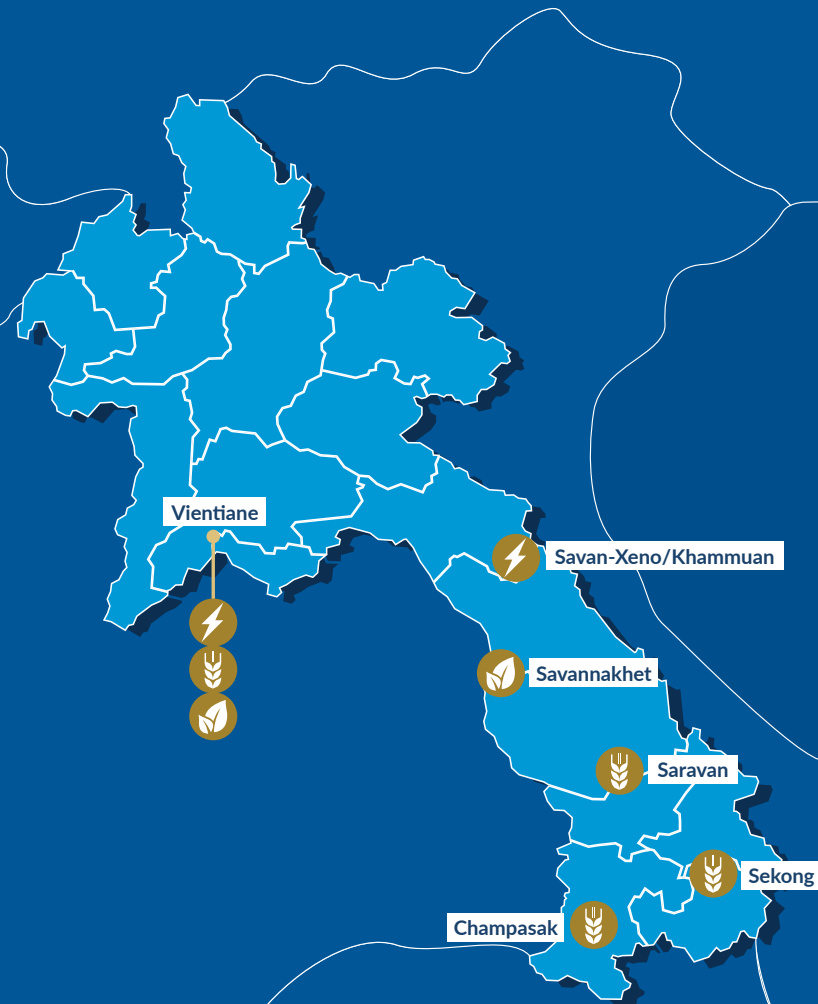 Vientiane
Savan-Xeno/Khammuan
Savannakhet
Saravan
Sekong
Champasak